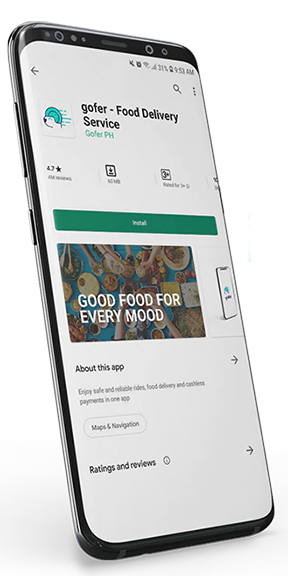 31% 9:53 AM
gofer - Food Delivery
Service
Gofer PH
4.7 ★
4M reviews
63 MB
3+
Rated for 3+
Install
GOOD FOOD FOR
EVERY MOOD
gofer
About this app
Enjoy safe and reliable rides, food delivery and cashless
payments in one app
Maps & Navigation
Ratings and reviews